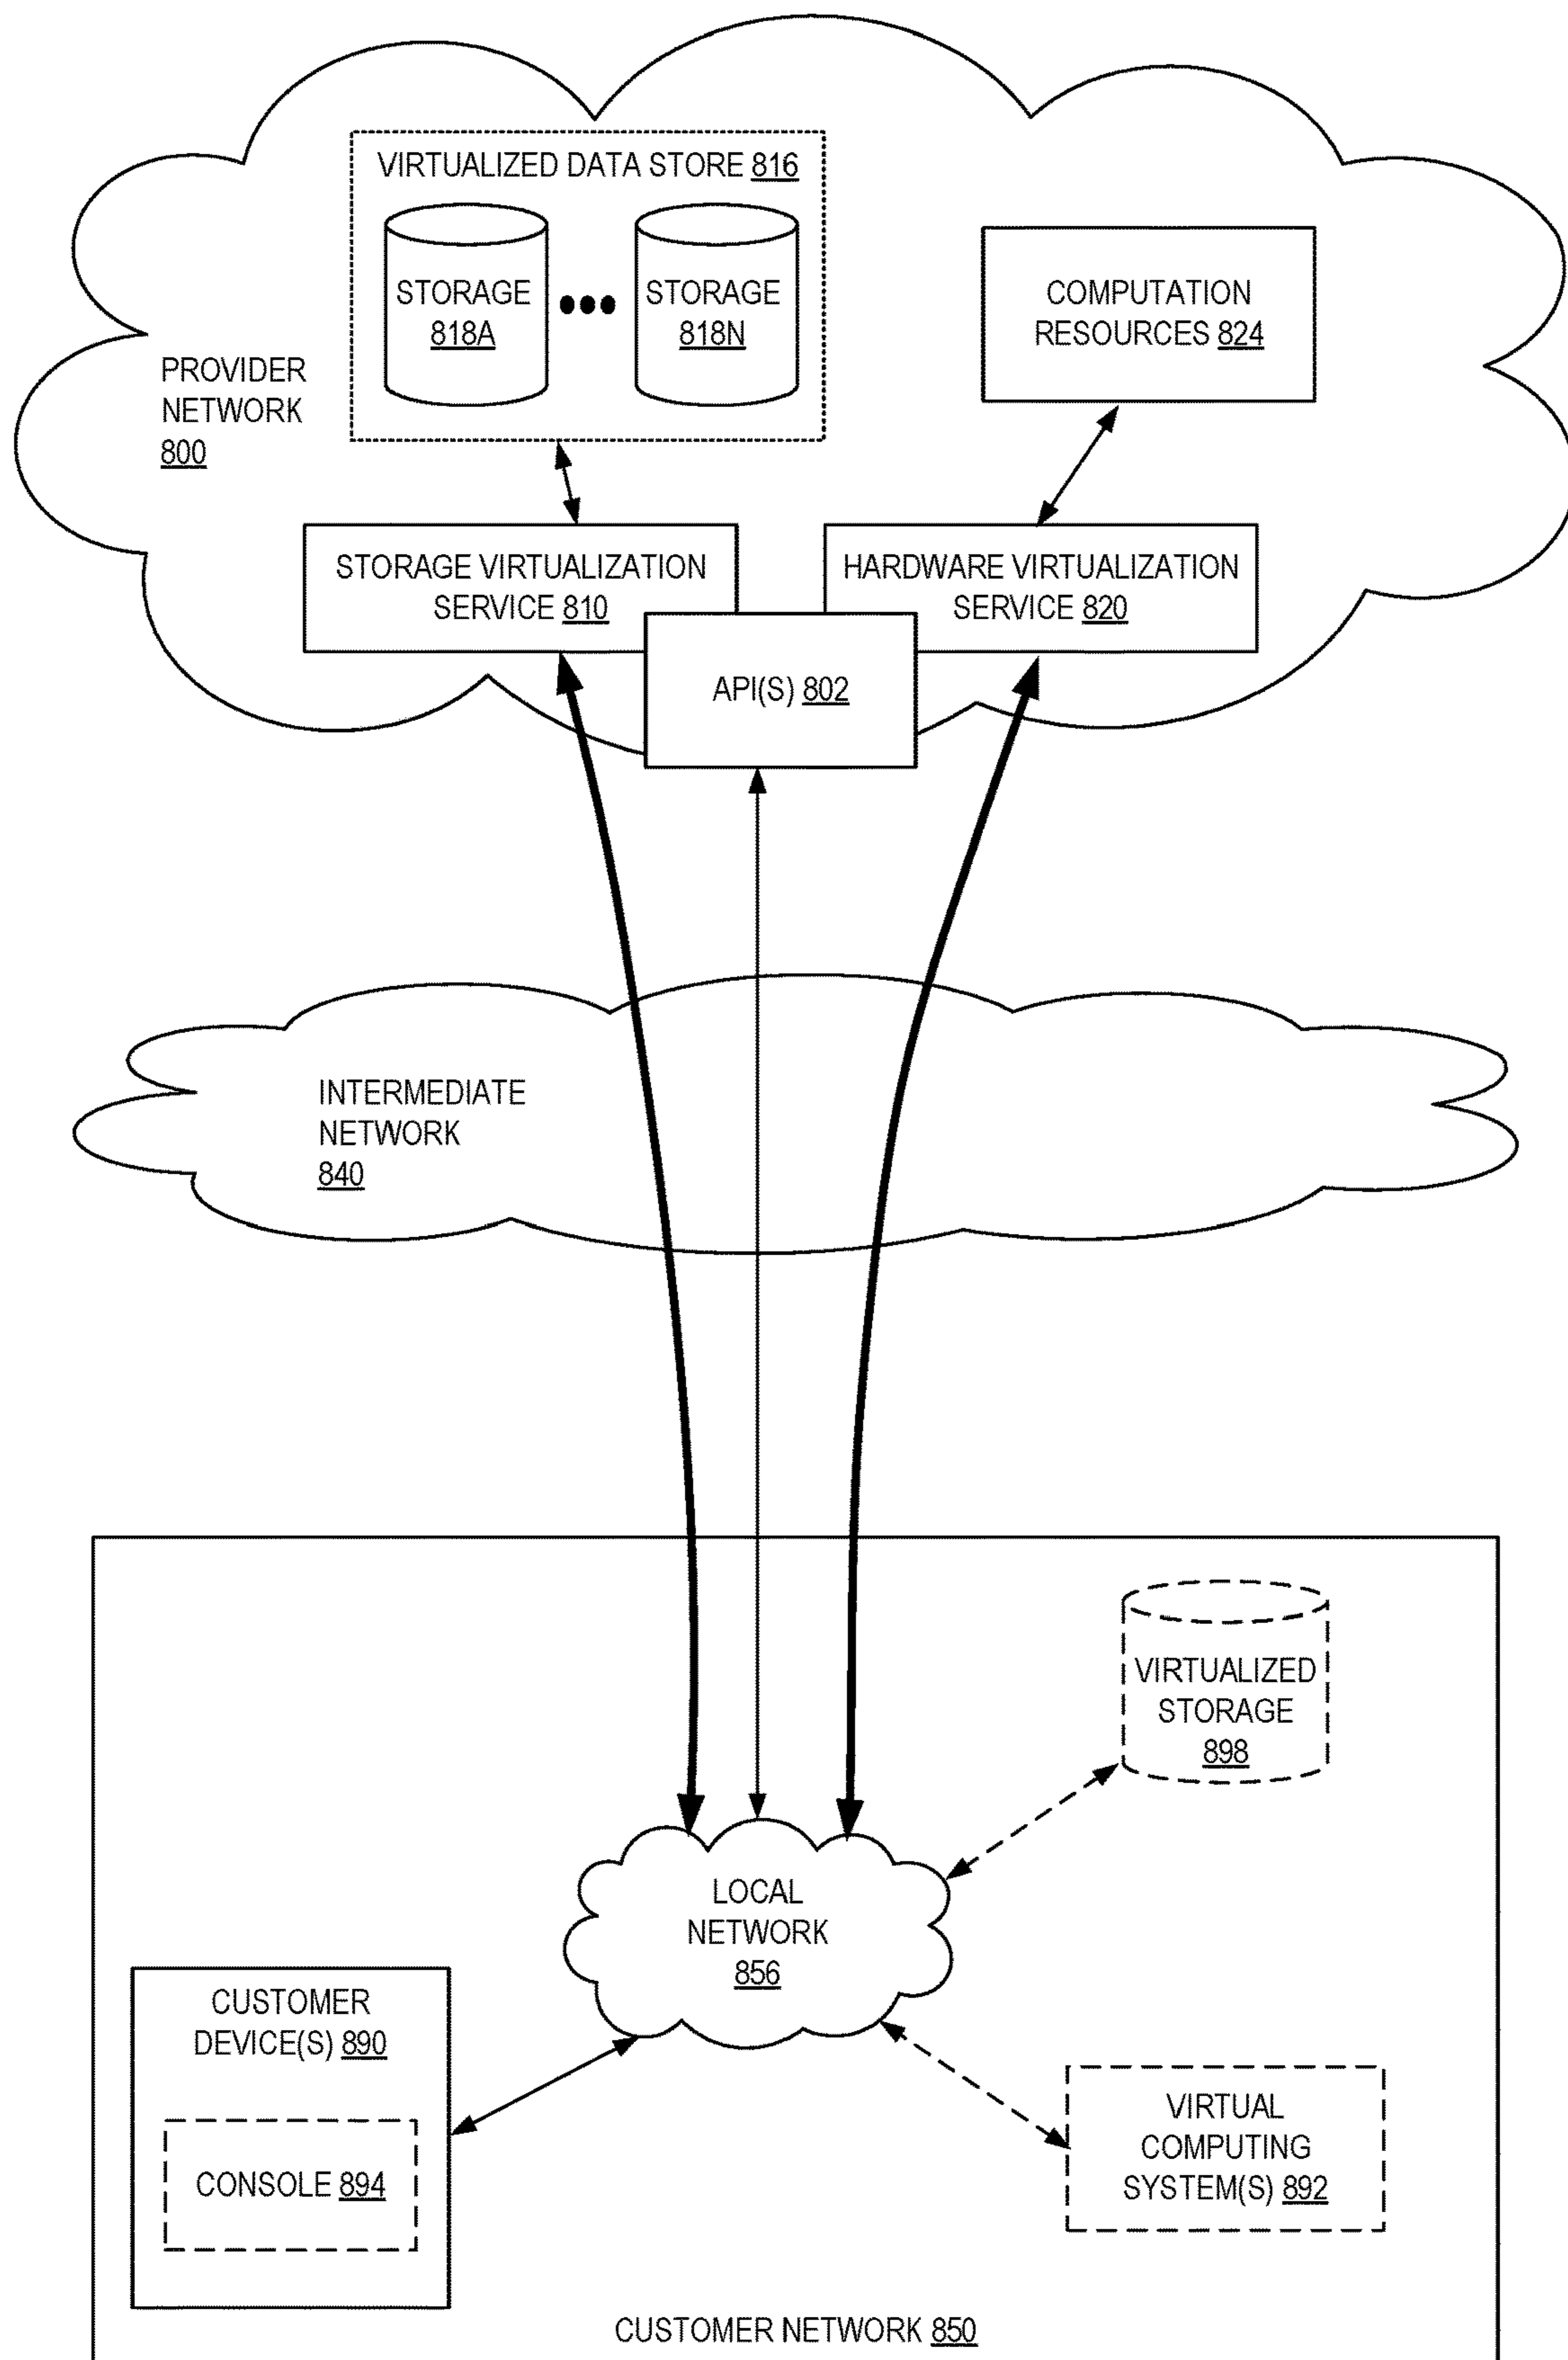 VIRTUALIZED DATA STORE 816
STORAGE
818A
STORAGE
818N
COMPUTATION
RESOURCES 824
PROVIDER
NETWORK
800
STORAGE VIRTUALIZATION
SERVICE 810
HARDWARE VIRTUALIZATION
SERVICE 820
API(S) 802
INTERMEDIATE
NETWORK
840
VIRTUALIZED
STORAGE
898
LOCAL
NETWORK
856
CUSTOMER
DEVICE(S) 890
CONSOLE 894
VIRTUAL
COMPUTING
SYSTEM(S) 892
CUSTOMER NETWORK 850